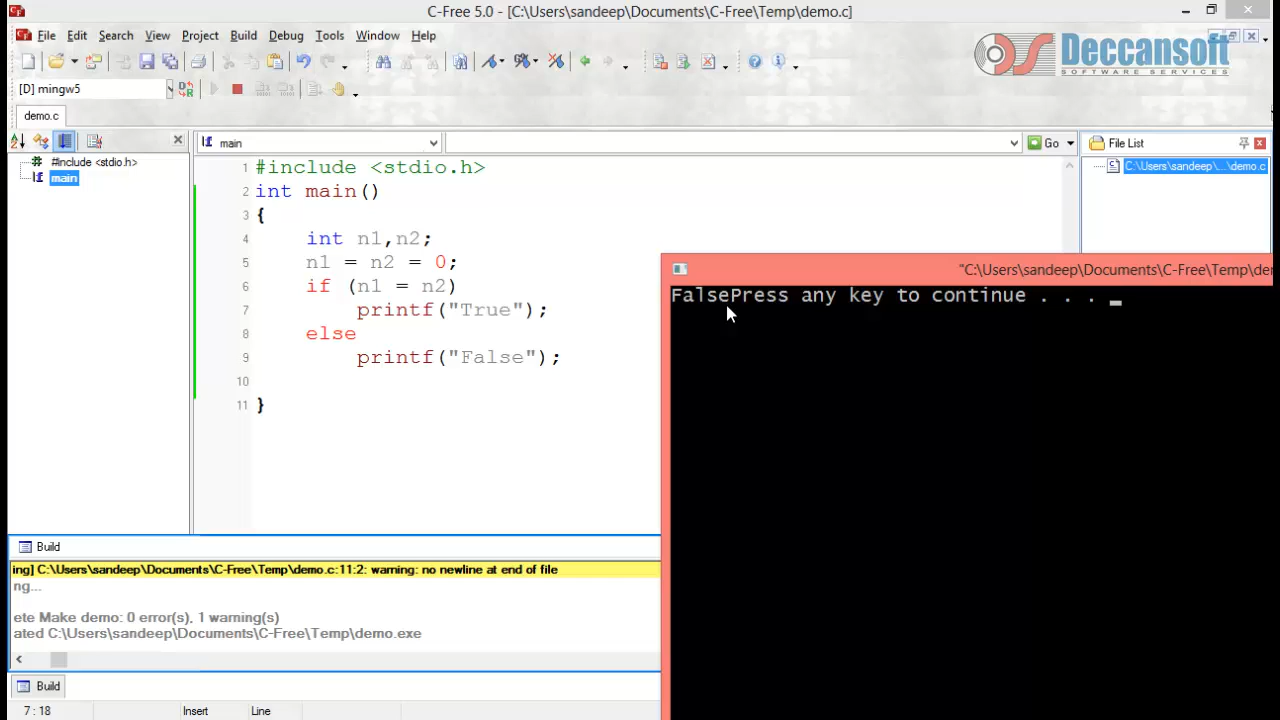 C-Free 5.0 - [C:\Users\sandeep\Documents\C-Free\Temp\demo.c]
File Edit Search View Project Build Debug Tools Window Help
Deccansoft
SOFTWARE SERVICES
[D] mingw5
demo.c
main
Go
File List
#include <stdio.h>
main
C:\Users\sandeep\...\demo.c
1 #include <stdio.h>
2 int main()
3 {
4 int n1,n2;
5 n1 = n2 = 0;
6 if (n1 = n2)
7 printf("True");
8 else
9 printf("False");
10
11 }
"C:\Users\sandeep\Documents\C-Free\Temp\de
FalsePress any key to continue . . . _
Build
ing] C:\Users\sandeep\Documents\C-Free\Temp\demo.c:11:2: warning: no newline at end of file
ng...
ete Make demo: 0 error(s), 1 warning(s)
ated C:\Users\sandeep\Documents\C-Free\Temp\demo.exe
Build
7 : 18 Insert Line